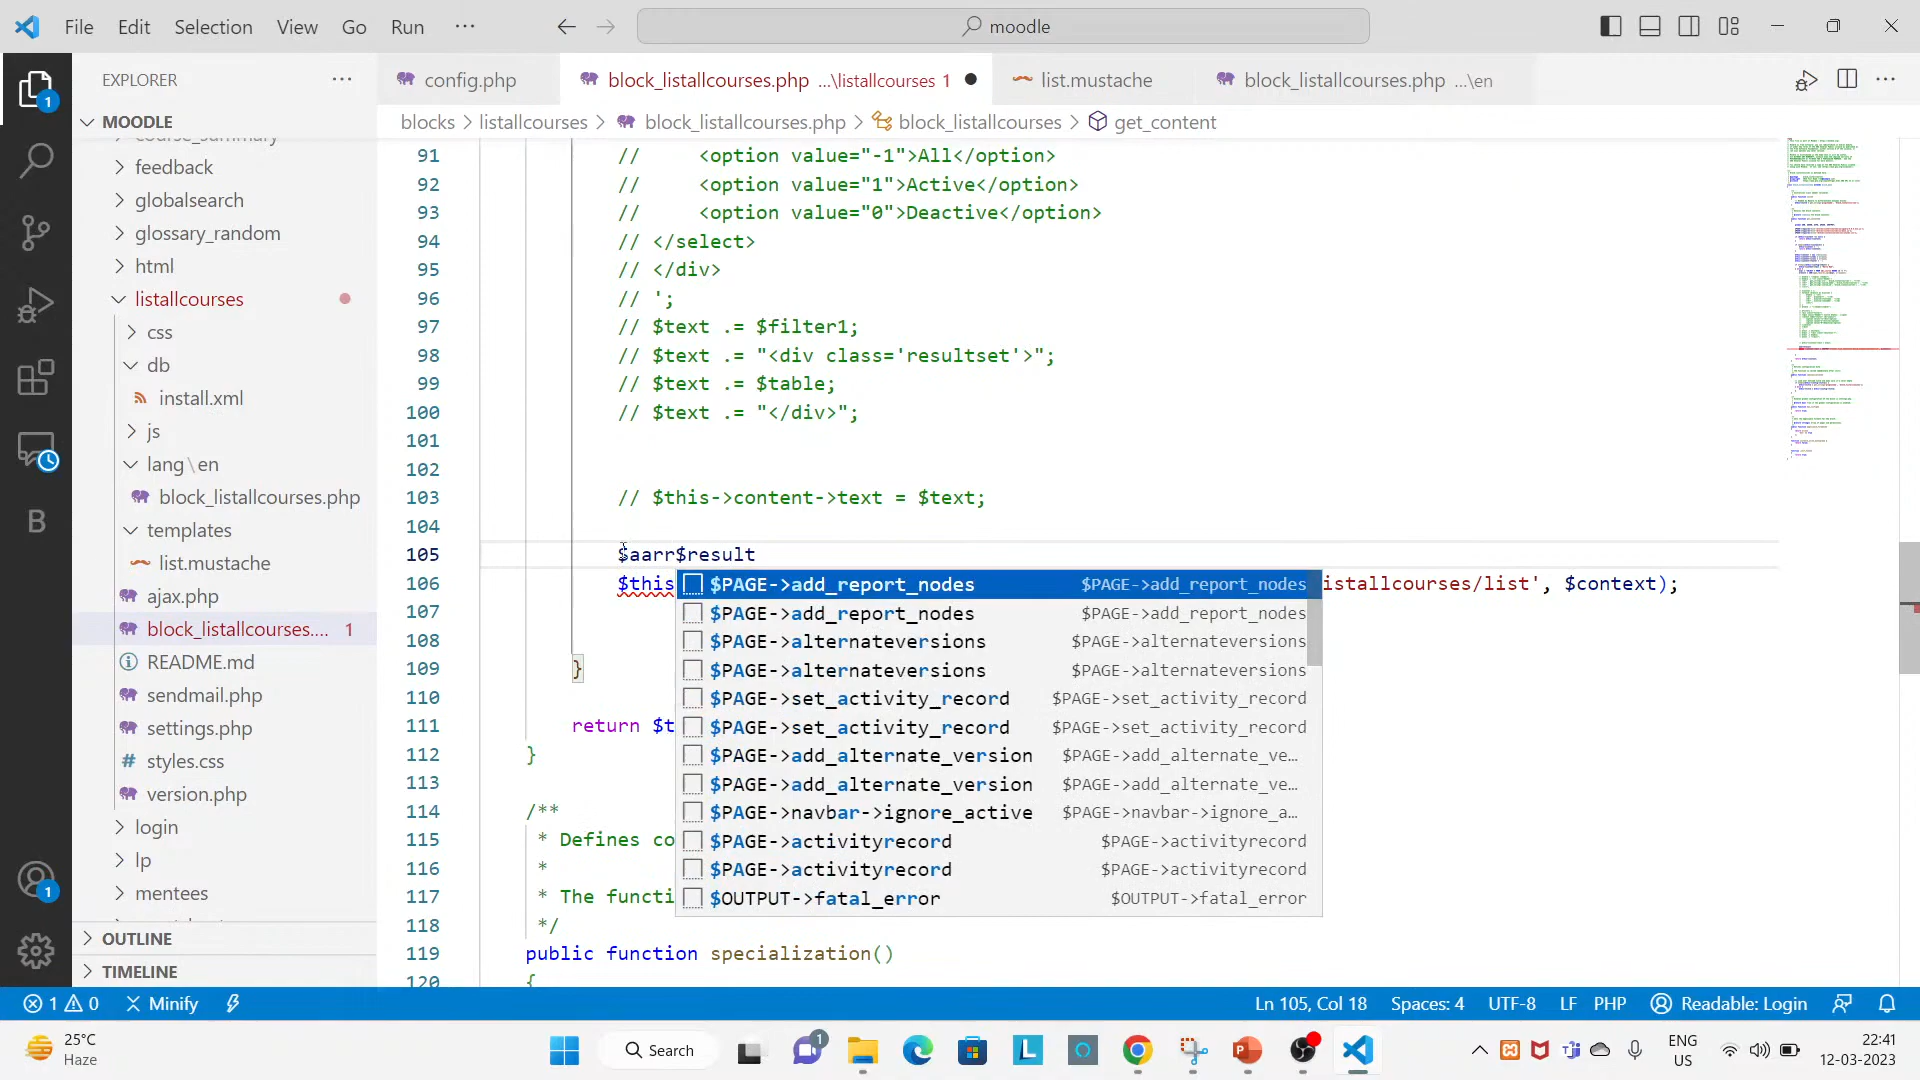 File Edit Selection View Go Run ··· moodle
EXPLORER ···
config.php block_listallcourses.php ...\listallcourses 1 list.mustache block_listallcourses.php ...\en ···
MOODLE
blocks > listallcourses > block_listallcourses.php > block_listallcourses > get_content
course_summary
feedback
globalsearch
glossary_random
html
listallcourses
css
db
install.xml
js
lang\en
block_listallcourses.php
templates
list.mustache
ajax.php
block_listallcourses.... 1
README.md
sendmail.php
settings.php
styles.css
version.php
login
lp
mentees
OUTLINE
TIMELINE
91 // <option value="-1">All</option>
92 // <option value="1">Active</option>
93 // <option value="0">Deactive</option>
94 // </select>
95 // </div>
96 // ';
97 // $text .= $filter1;
98 // $text .= "<div class='resultset'>";
99 // $text .= $table;
100 // $text .= "</div>";
101
102
103 // $this->content->text = $text;
104
105 $aarr$result
106 $this istallcourses/list', $context);
107
108
109 }
110
111 return $t
112 }
113
114 /**
115 * Defines co
116 *
117 * The functi
118 */
119 public function specialization()
120 {
$PAGE->add_report_nodes $PAGE->add_report_nodes
$PAGE->add_report_nodes $PAGE->add_report_nodes
$PAGE->alternateversions $PAGE->alternateversions
$PAGE->alternateversions $PAGE->alternateversions
$PAGE->set_activity_record $PAGE->set_activity_record
$PAGE->set_activity_record $PAGE->set_activity_record
$PAGE->add_alternate_version $PAGE->add_alternate_ve…
$PAGE->add_alternate_version $PAGE->add_alternate_ve…
$PAGE->navbar->ignore_active $PAGE->navbar->ignore_a…
$PAGE->activityrecord $PAGE->activityrecord
$PAGE->activityrecord $PAGE->activityrecord
$OUTPUT->fatal_error $OUTPUT->fatal_error
1 0 Minify Ln 105, Col 18 Spaces: 4 UTF-8 LF PHP Readable: Login
25°C
Haze
Search
ENG
US
22:41
12-03-2023